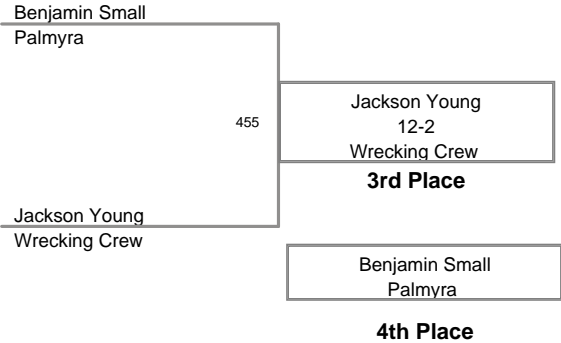 Benjamin Small
Palmyra
455
Jackson Young
12-2
Wrecking Crew
3rd Place
Jackson Young
Wrecking Crew
Benjamin Small
Palmyra
4th Place